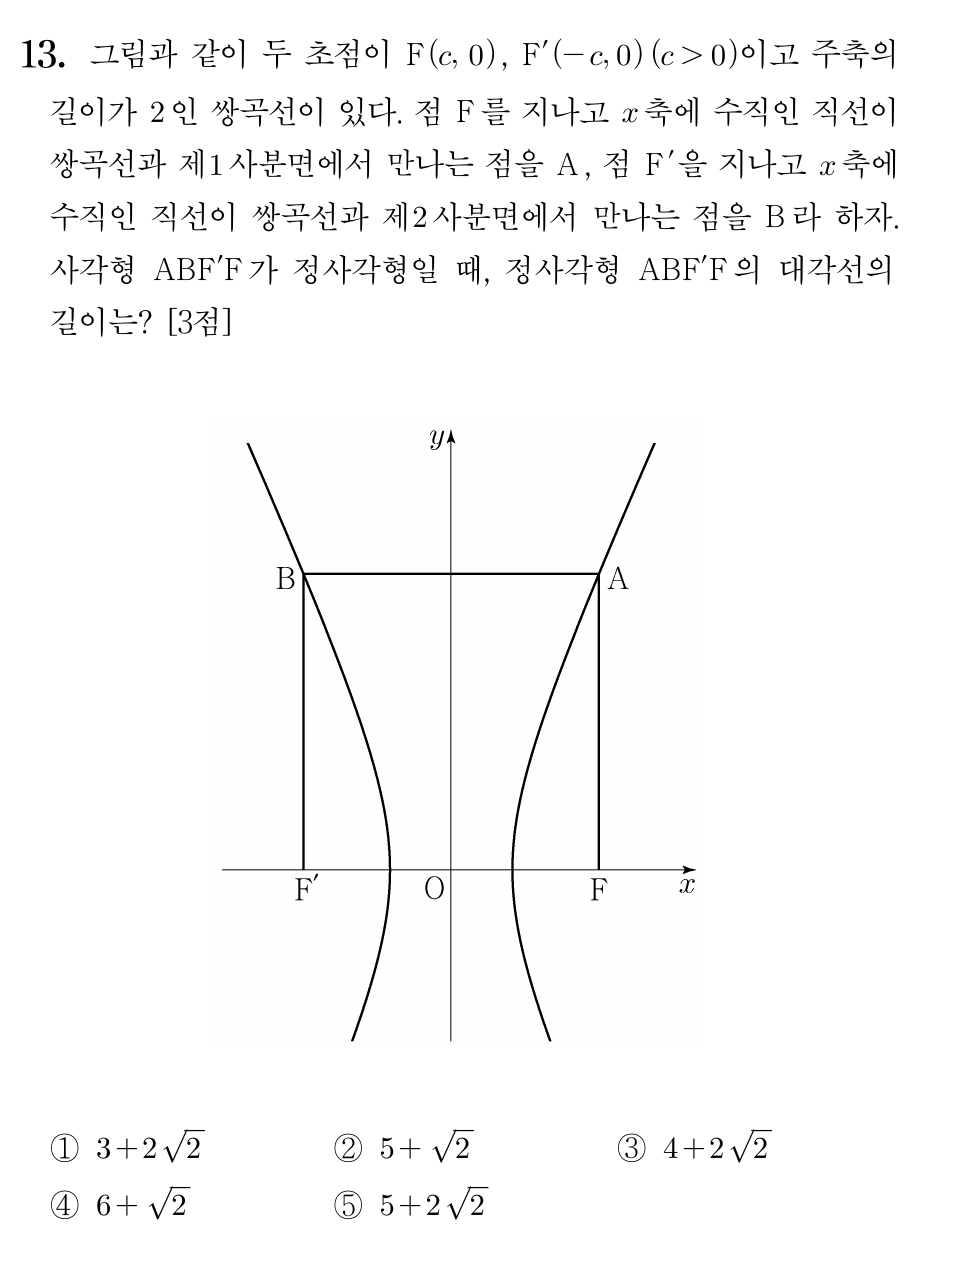 13. 그림과 같이 두 초점이 F(c, 0), F′(−c, 0) (c > 0)이고 주축의
길이가 2인 쌍곡선이 있다. 점 F를 지나고 x축에 수직인 직선이
쌍곡선과 제1사분면에서 만나는 점을 A, 점 F′을 지나고 x축에
수직인 직선이 쌍곡선과 제2사분면에서 만나는 점을 B라 하자.
사각형 ABF′F가 정사각형일 때, 정사각형 ABF′F의 대각선의
길이는? [3점]
y
B A
F′ O F x
① 3+2√2 ② 5+√2 ③ 4+2√2
④ 6+√2 ⑤ 5+2√2